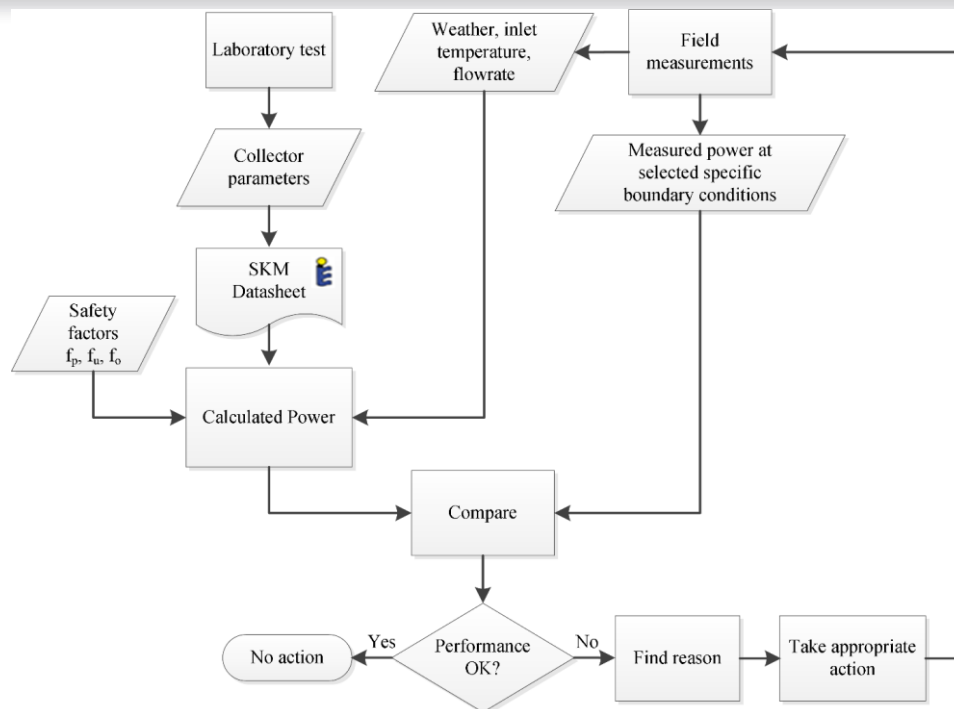 Laboratory test
Weather, inlet
temperature,
flowrate
Field
measurements
Collector
parameters
Measured power at
selected specific
boundary conditions
SKM
Datasheet
Safety
factors
fp, fu, fo
Calculated Power
Compare
Performance
OK?
Yes
No
No action
Find reason
Take appropriate
action